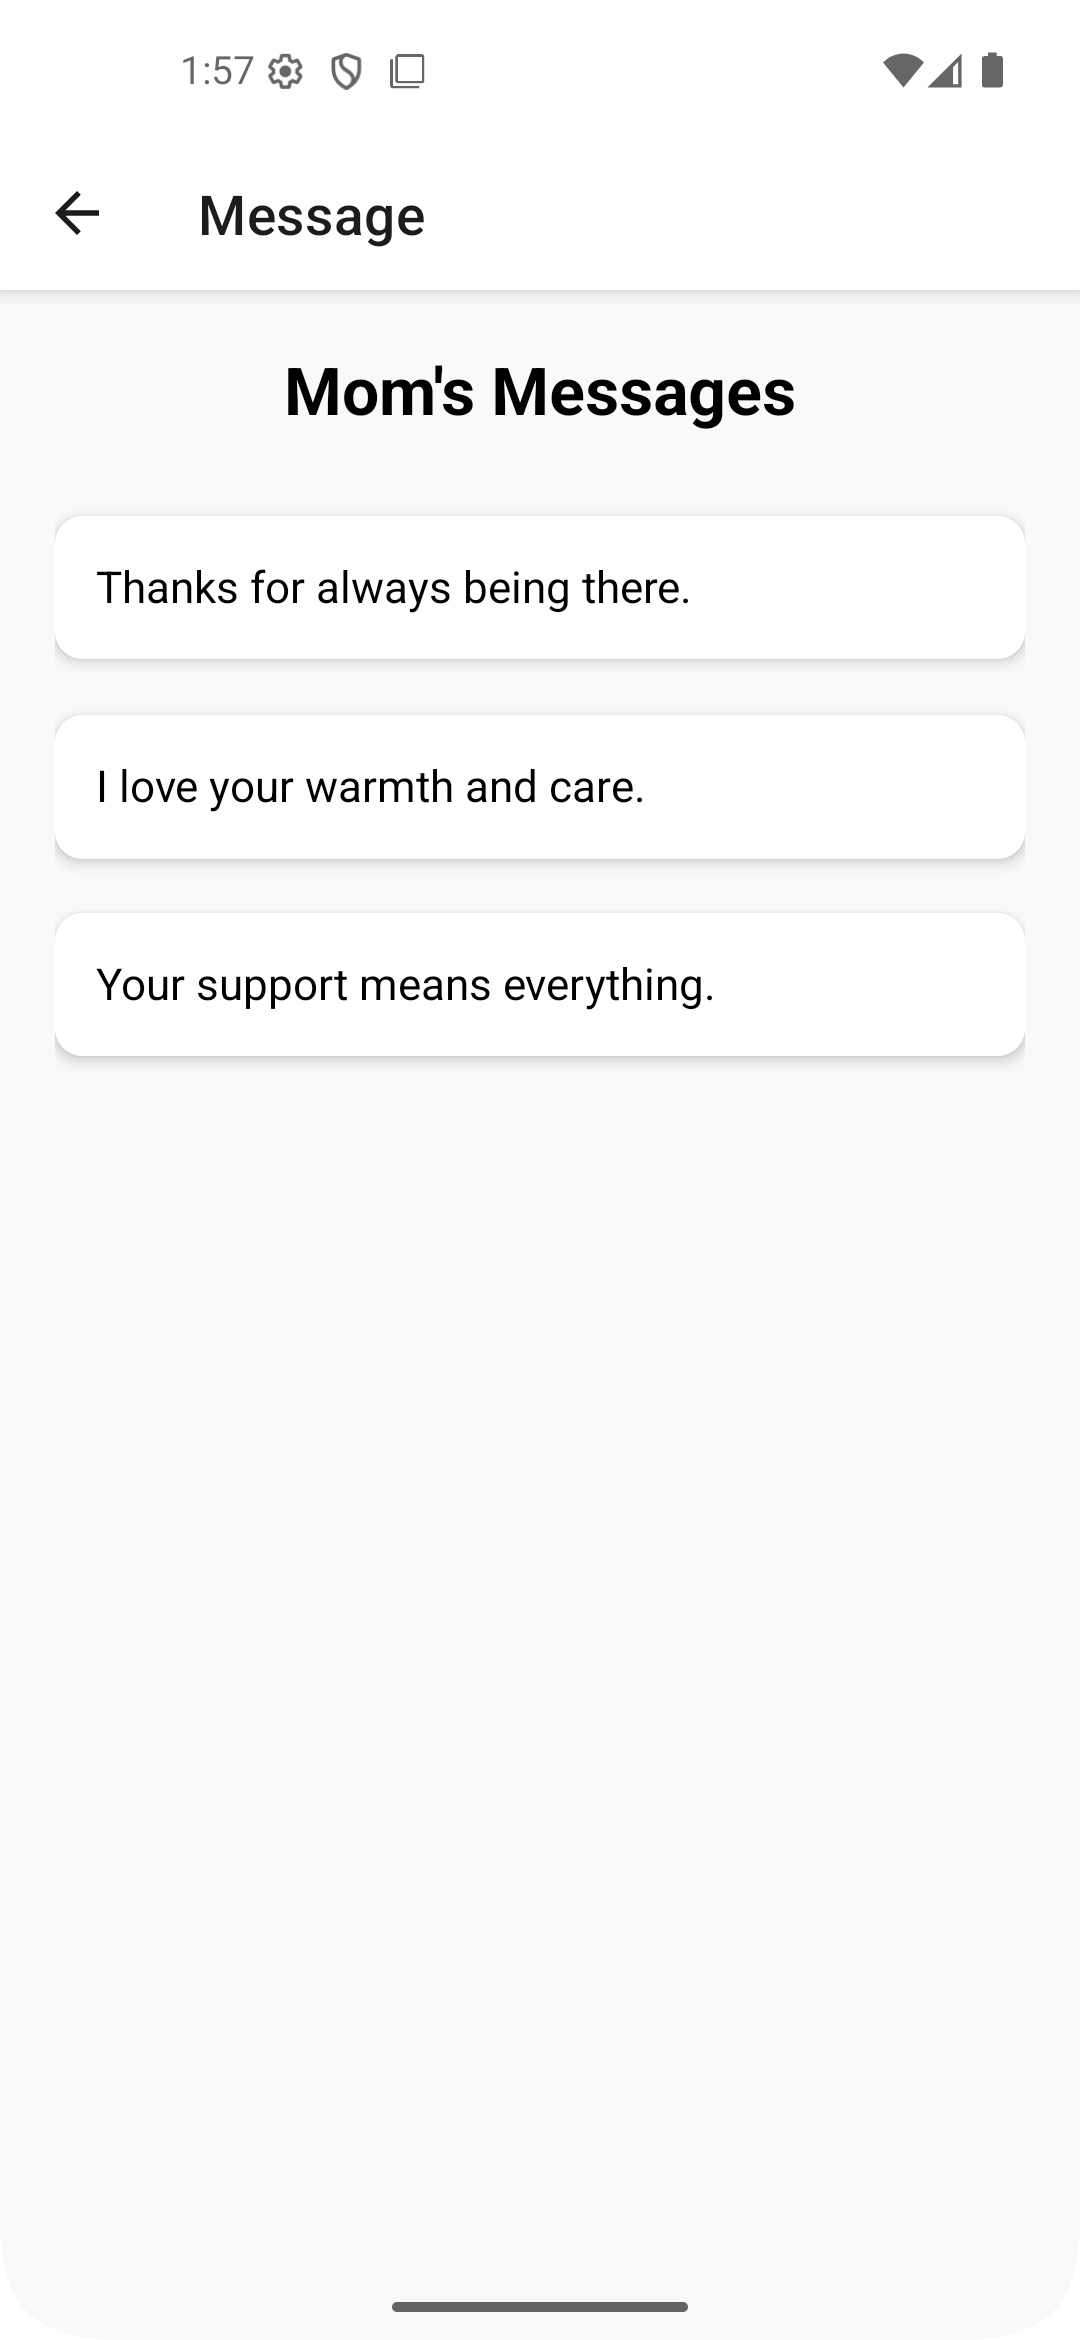 1:57
Message
Mom's Messages
Thanks for always being there.
I love your warmth and care.
Your support means everything.